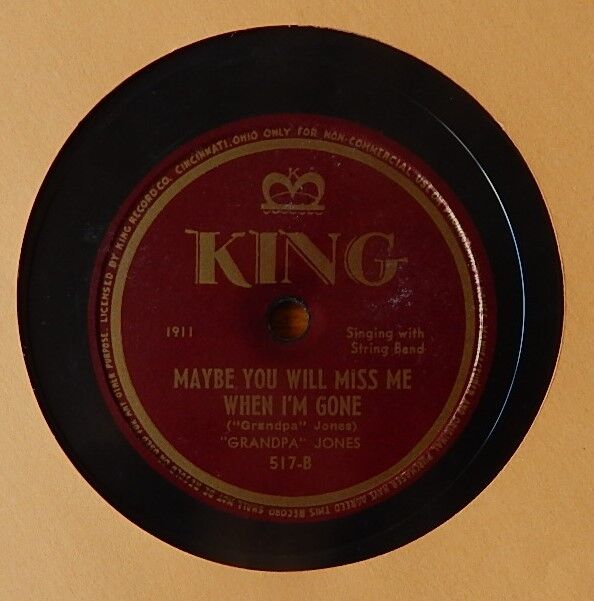 LICENSED BY KING RECORD CO. CINCINNATI, OHIO ONLY FOR NON-COMMERCIAL USE
K
KING
1911
Singing with
String Band
MAYBE YOU WILL MISS ME
WHEN I'M GONE
("Grandpa" Jones)
"GRANDPA" JONES
517-B